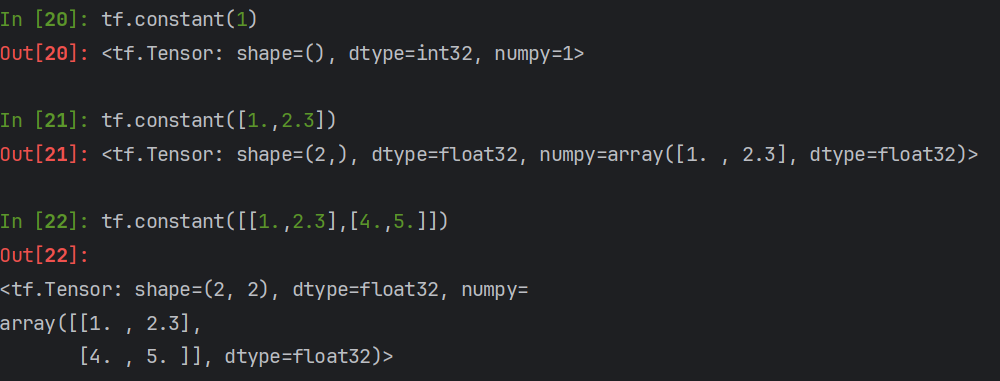 In [20]: tf.constant(1)
Out[20]: <tf.Tensor: shape=(), dtype=int32, numpy=1>
In [21]: tf.constant([1.,2.3])
Out[21]: <tf.Tensor: shape=(2,), dtype=float32, numpy=array([1. , 2.3], dtype=float32)>
In [22]: tf.constant([[1.,2.3],[4.,5.]])
Out[22]:
<tf.Tensor: shape=(2, 2), dtype=float32, numpy=
array([[1. , 2.3],
       [4. , 5. ]], dtype=float32)>